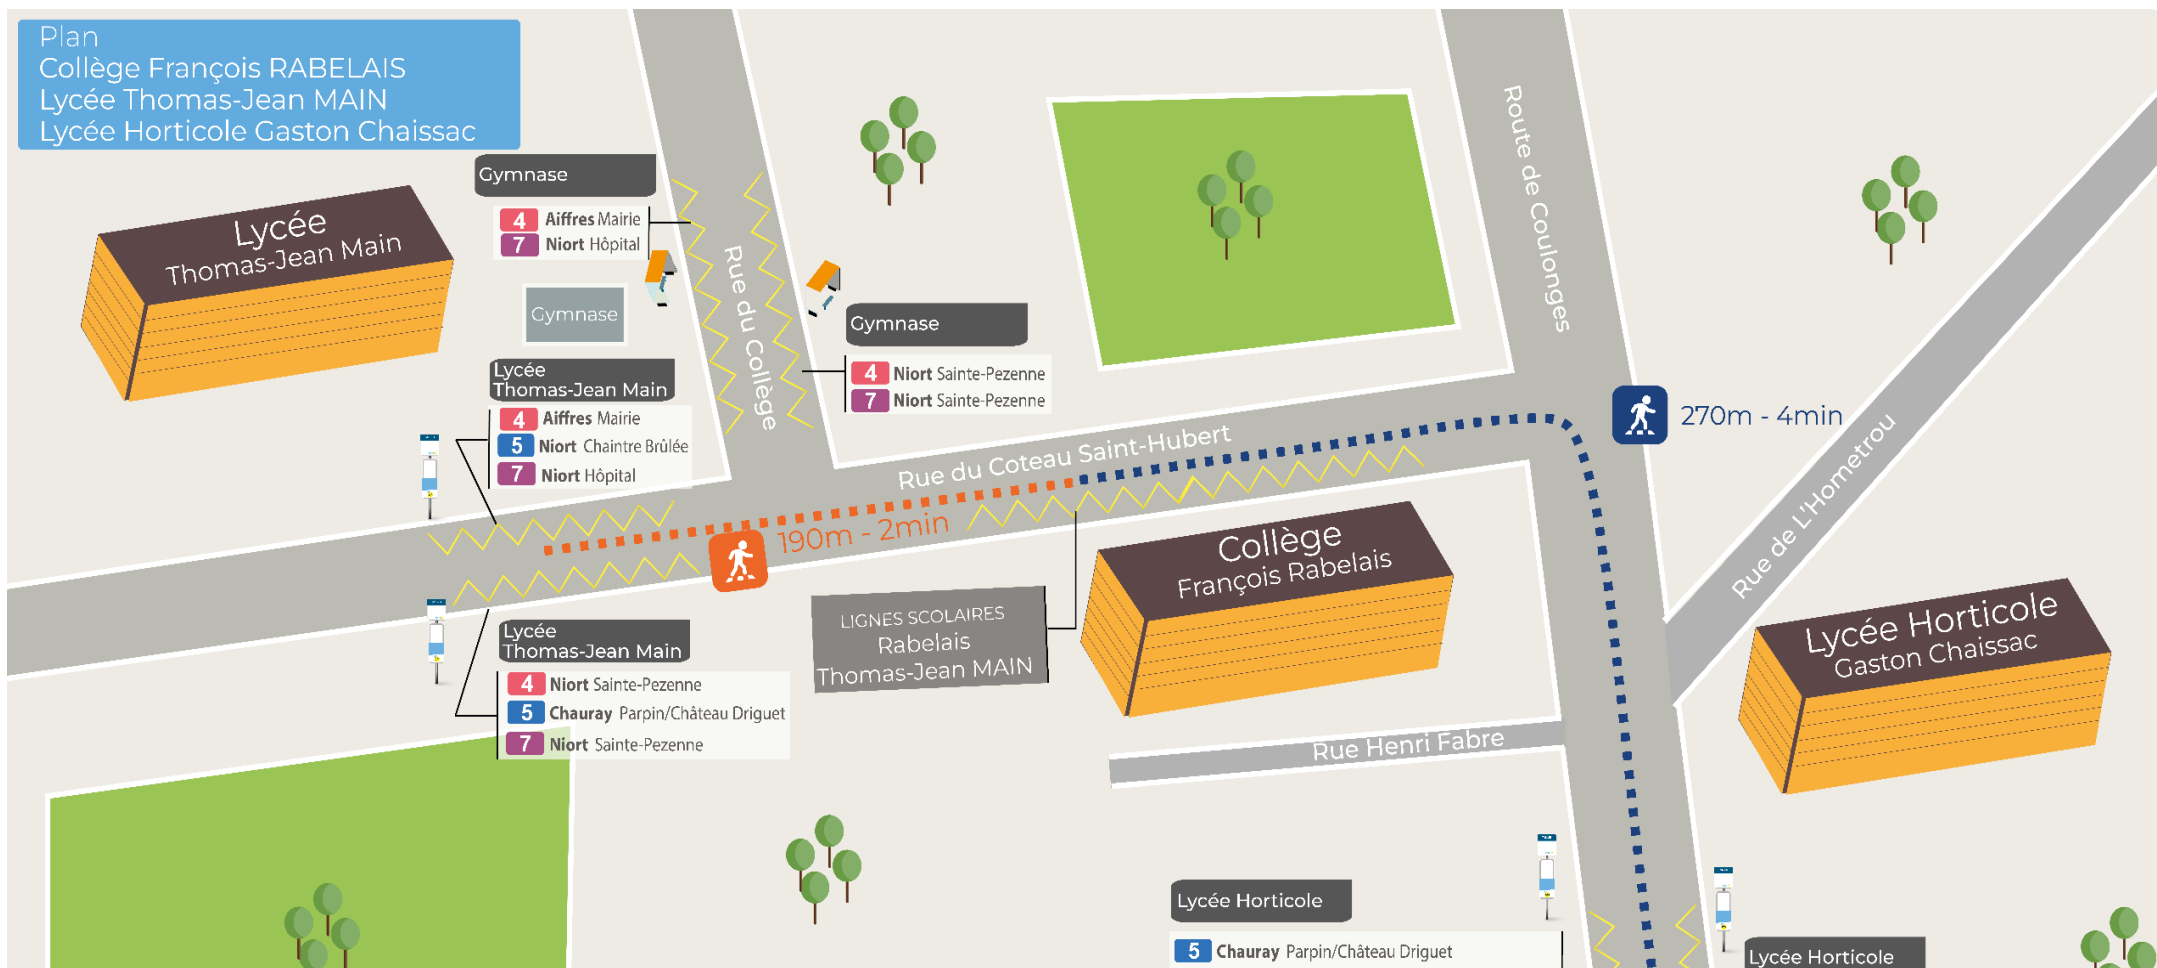 Plan
Collège François RABELAIS
Lycée Thomas-Jean MAIN
Lycée Horticole Gaston Chaissac
Lycée
Thomas-Jean Main
Gymnase
4 Aiffres Mairie
7 Niort Hôpital
Gymnase
Rue du Collège
Gymnase
4 Niort Sainte-Pezenne
7 Niort Sainte-Pezenne
Lycée
Thomas-Jean Main
4 Aiffres Mairie
5 Niort Chaintre Brûlée
7 Niort Hôpital
Route de Coulonges
270m - 4min
Rue de L'Hometrou
Rue du Coteau Saint-Hubert
190m - 2min
Collège
François Rabelais
LIGNES SCOLAIRES
Rabelais
Thomas-Jean MAIN
Lycée Horticole
Gaston Chaissac
Lycée
Thomas-Jean Main
4 Niort Sainte-Pezenne
5 Chauray Parpin/Château Driguet
7 Niort Sainte-Pezenne
Rue Henri Fabre
Lycée Horticole
5 Chauray Parpin/Château Driguet
Lycée Horticole